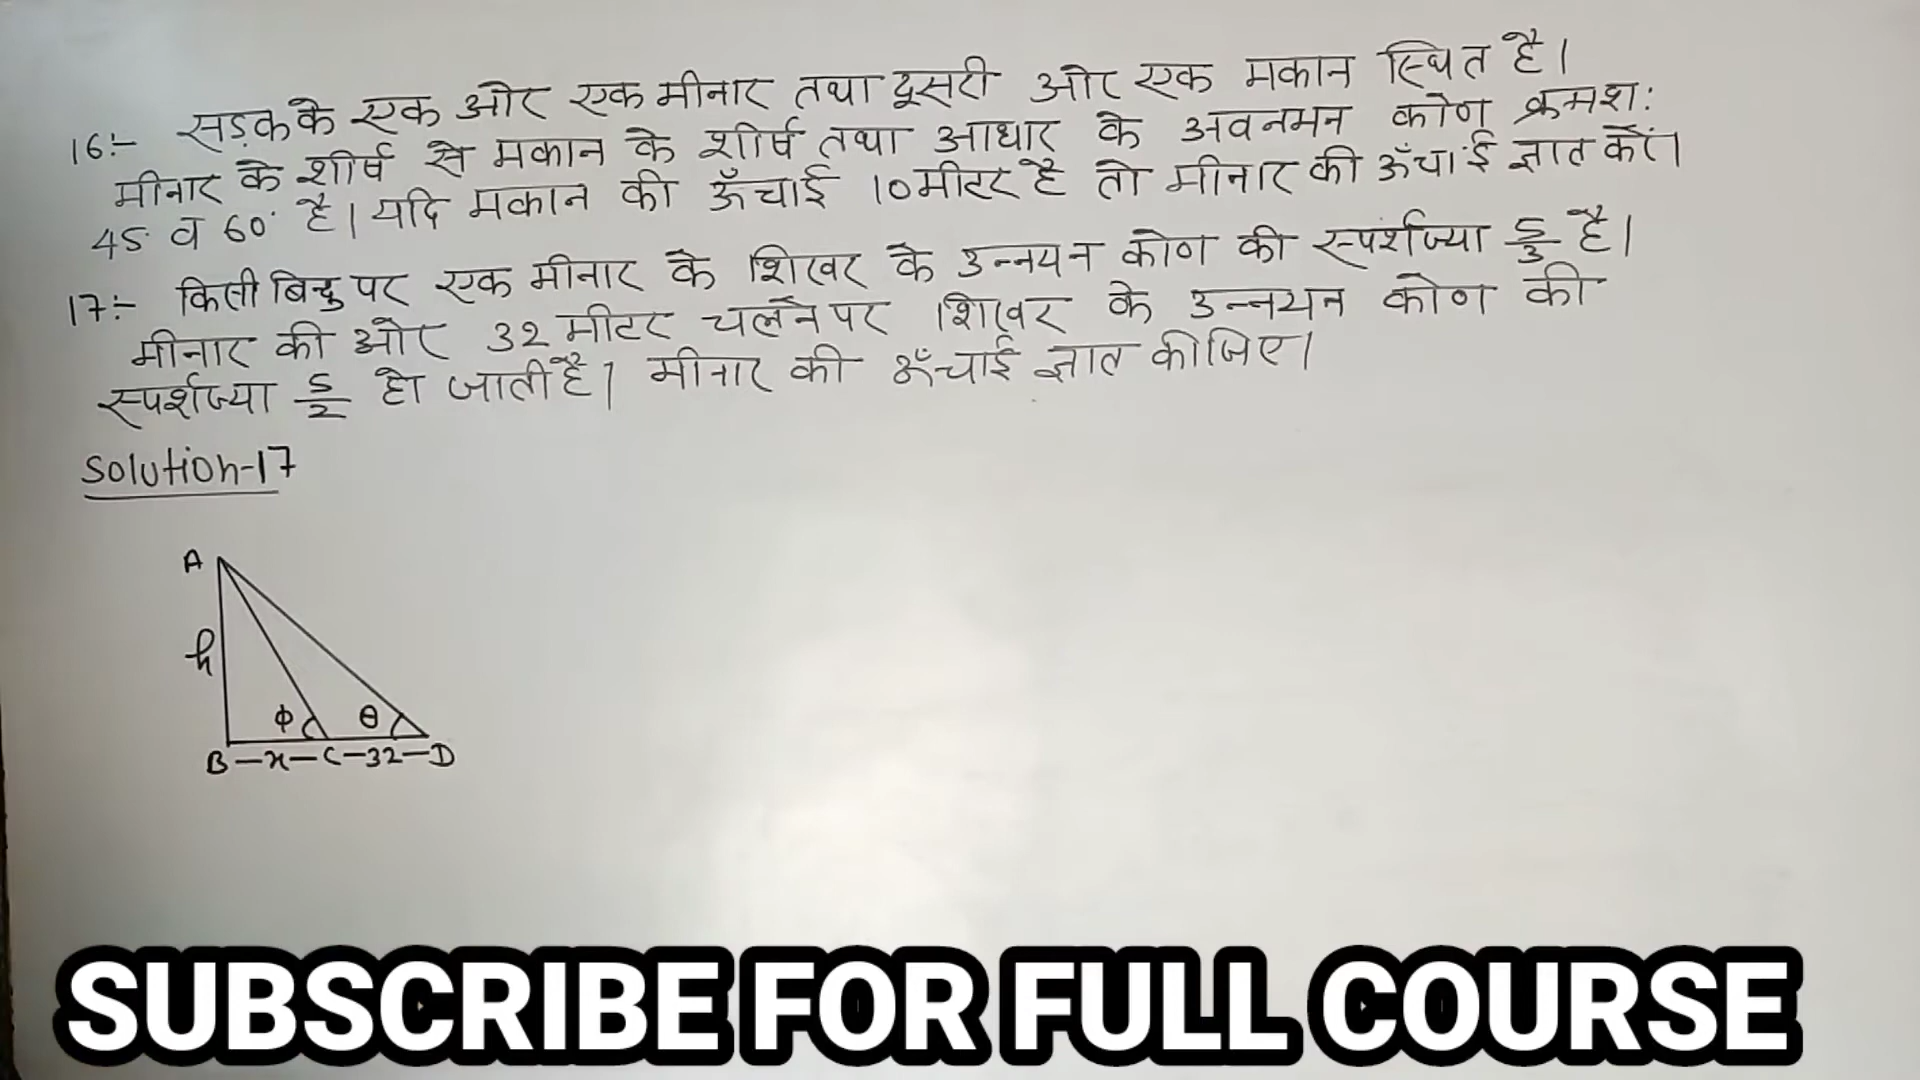 16:- सड़क के एक ओर एक मीनार तथा दूसरी ओर एक मकान स्थित है।
मीनार के शीर्ष से मकान के शीर्ष तथा आधार के अवनमन कोण क्रमश:
45° व 60° है। यदि मकान की ऊँचाई 10 मीटर है तो मीनार की ऊँचाई ज्ञात करें।
17:- किसी बिन्दु पर एक मीनार के शिखर के उन्नयन कोण की स्पर्शज्या 5/3 है।
मीनार की ओर 32 मीटर चलने पर शिखर के उन्नयन कोण की
स्पर्शज्या 5/2 हो जाती है। मीनार की ऊँचाई ज्ञात कीजिए।
Solution-17
A
h
ϕ θ
B-x-C-32-D
SUBSCRIBE FOR FULL COURSE